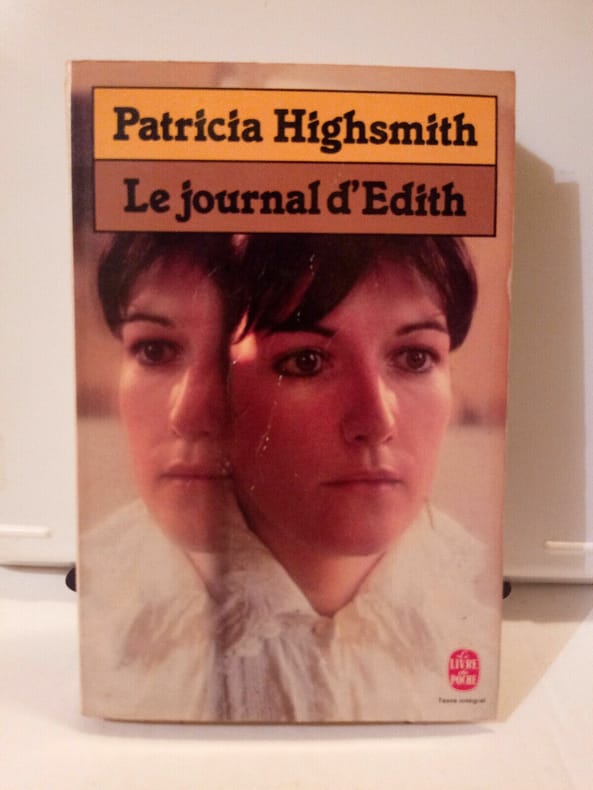 Patricia Highsmith
Le journal d'Edith
Le
LIVRE
de
POCHE
Texte intégral